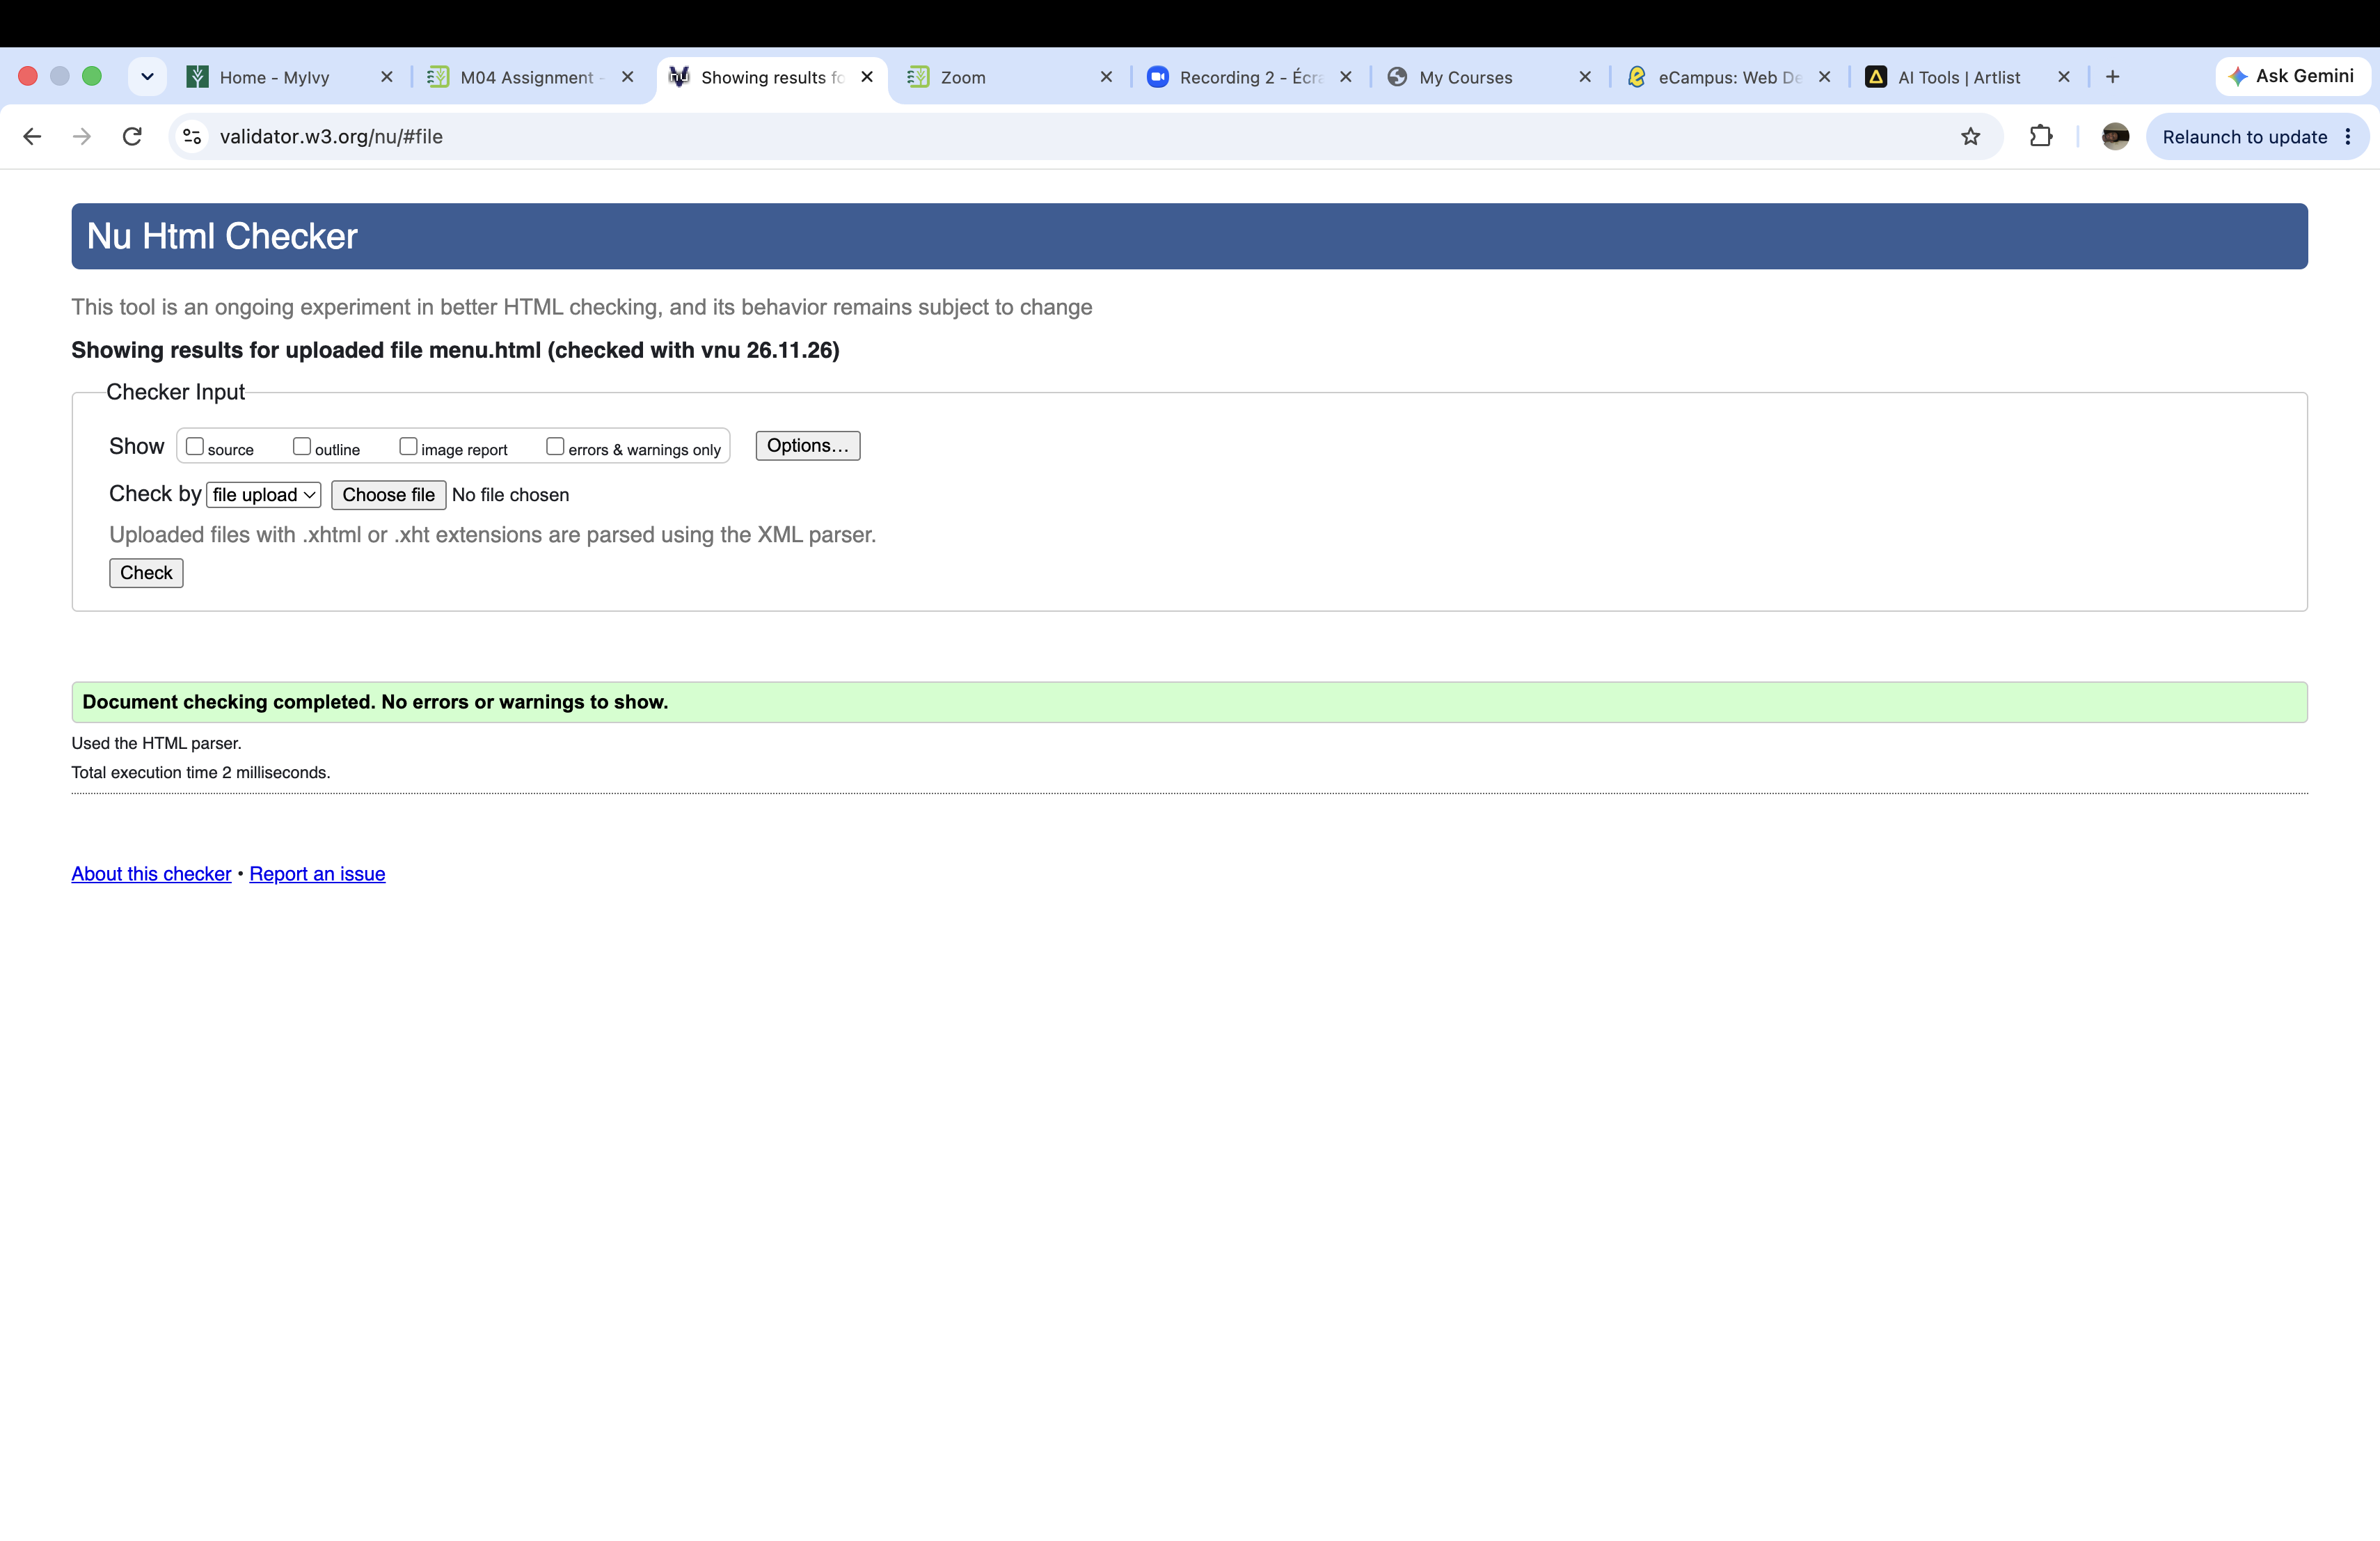 Home - MyIvy
M04 Assignment -
Showing results fo
Zoom
Recording 2 - Écra
My Courses
eCampus: Web De
AI Tools | Artlist
Ask Gemini
validator.w3.org/nu/#file
Relaunch to update
Nu Html Checker
This tool is an ongoing experiment in better HTML checking, and its behavior remains subject to change
Showing results for uploaded file menu.html (checked with vnu 26.11.26)
Checker Input
Show source outline image report errors & warnings only Options...
Check by file upload Choose file No file chosen
Uploaded files with .xhtml or .xht extensions are parsed using the XML parser.
Check
Document checking completed. No errors or warnings to show.
Used the HTML parser.
Total execution time 2 milliseconds.
About this checker • Report an issue